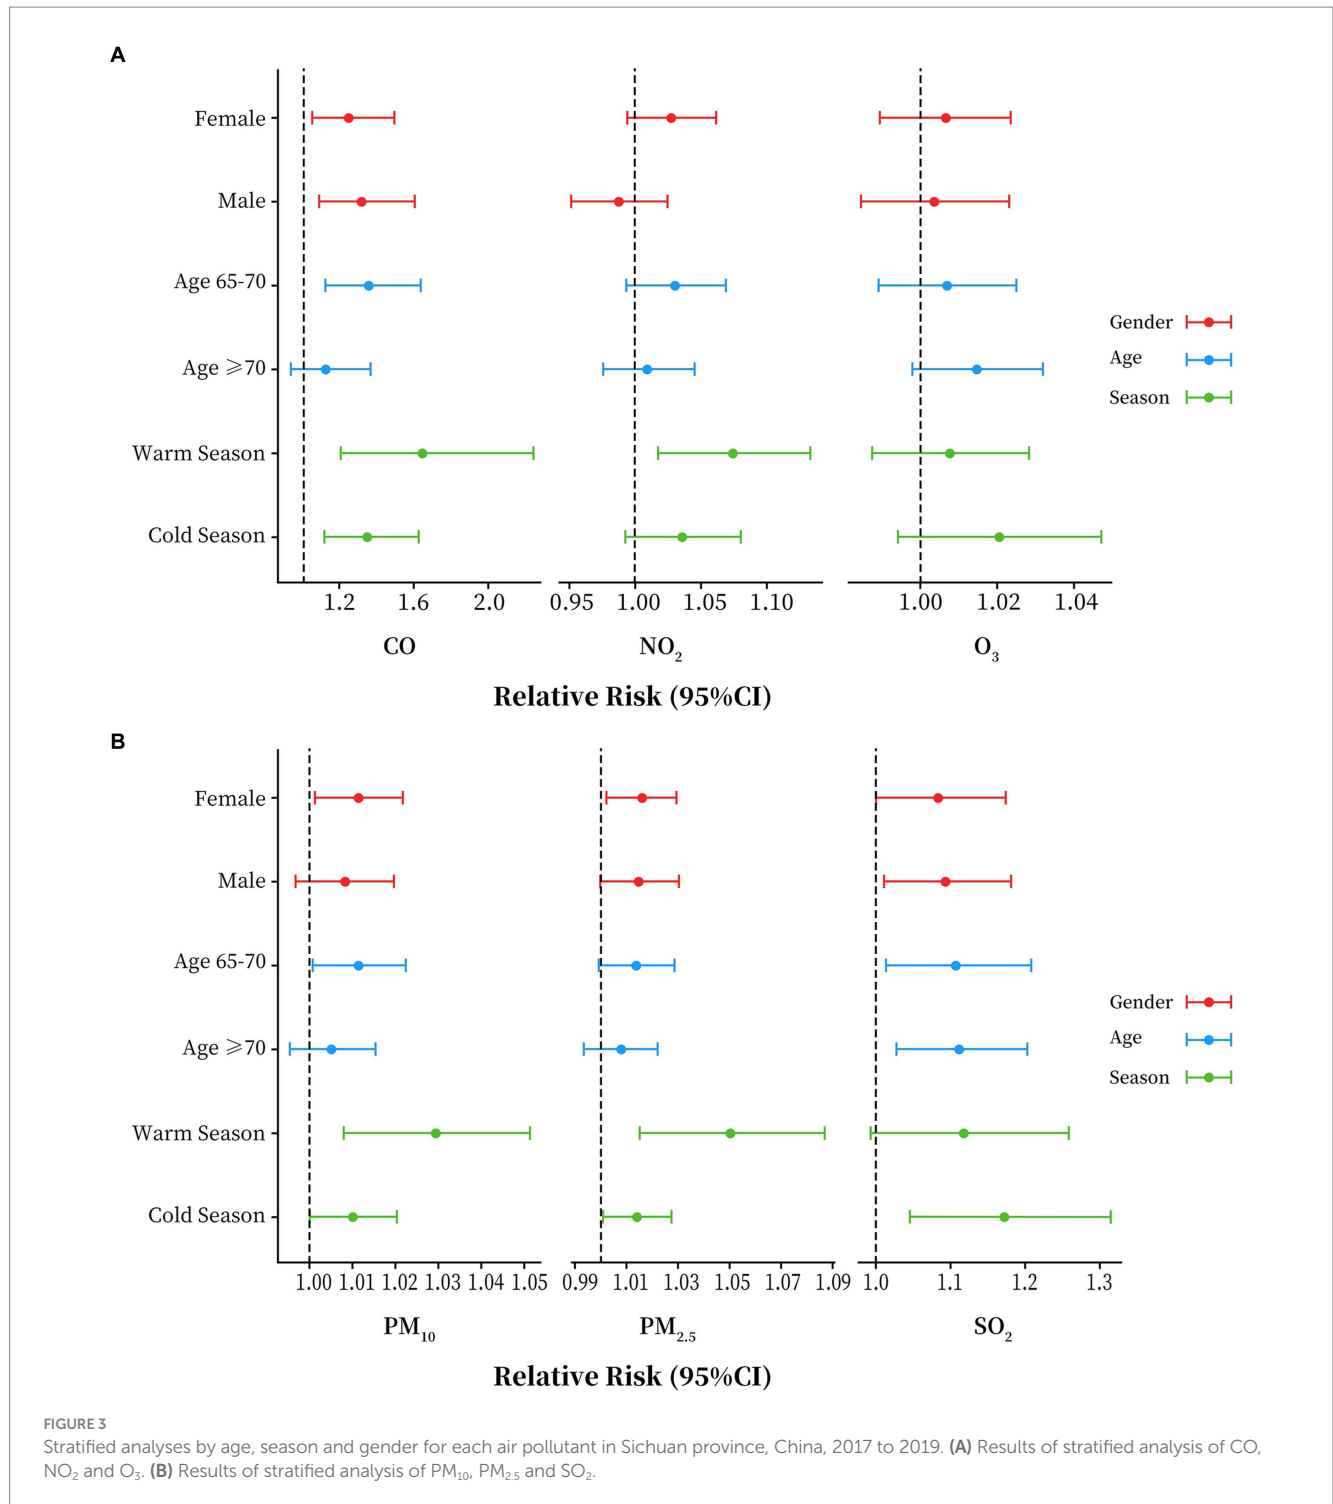 A
Female
Male
Age 65-70
Age ⩾70
Warm Season
Cold Season
Gender
Age
Season
1.2 1.6 2.0 0.95 1.00 1.05 1.10 1.00 1.02 1.04
CO NO2 O3
Relative Risk (95%CI)
B
Female
Male
Age 65-70
Age ⩾70
Warm Season
Cold Season
Gender
Age
Season
1.00 1.01 1.02 1.03 1.04 1.05 0.99 1.01 1.03 1.05 1.07 1.09 1.0 1.1 1.2 1.3
PM10 PM2.5 SO2
Relative Risk (95%CI)
FIGURE 3
Stratified analyses by age, season and gender for each air pollutant in Sichuan province, China, 2017 to 2019. (A) Results of stratified analysis of CO,
NO2 and O3. (B) Results of stratified analysis of PM10, PM2.5 and SO2.